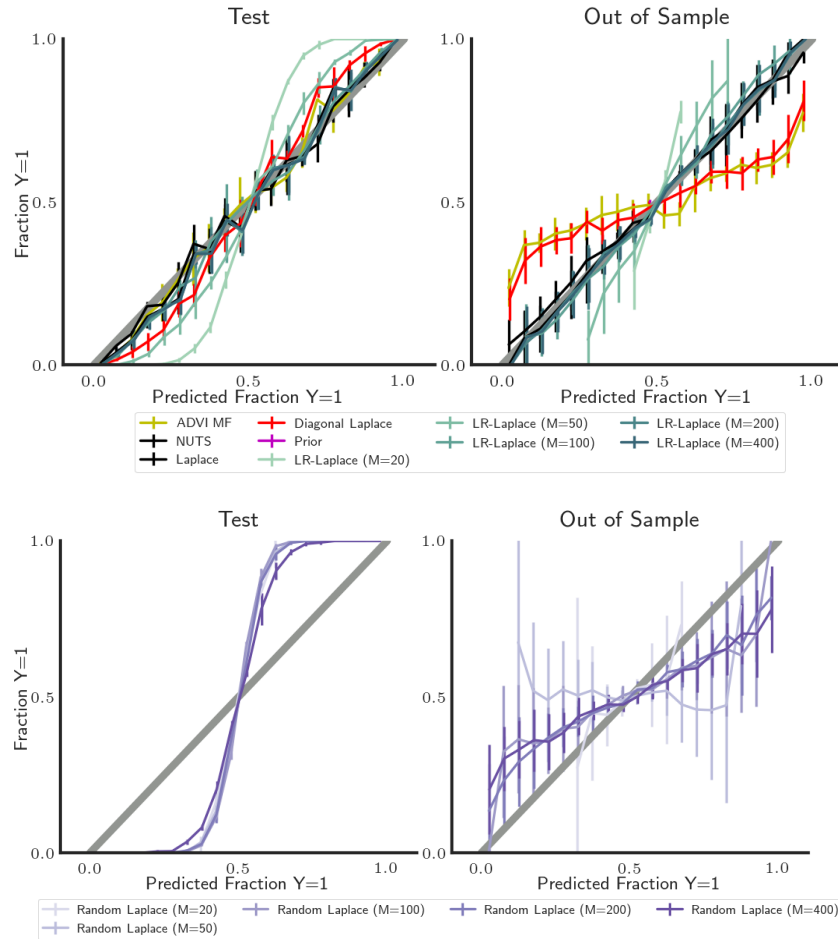 Test
Out of Sample
1.0
1.0
Fraction Y=1
0.5
0.5
0.0
0.0
0.0
0.5
1.0
0.0
0.5
1.0
Predicted Fraction Y=1
Predicted Fraction Y=1
ADVI MF
Diagonal Laplace
LR-Laplace (M=50)
LR-Laplace (M=200)
NUTS
Prior
LR-Laplace (M=100)
LR-Laplace (M=400)
Laplace
LR-Laplace (M=20)
Test
Out of Sample
1.0
1.0
Fraction Y=1
0.5
0.5
0.0
0.0
0.0
0.5
1.0
0.0
0.5
1.0
Predicted Fraction Y=1
Predicted Fraction Y=1
Random Laplace (M=20)
Random Laplace (M=100)
Random Laplace (M=200)
Random Laplace (M=400)
Random Laplace (M=50)